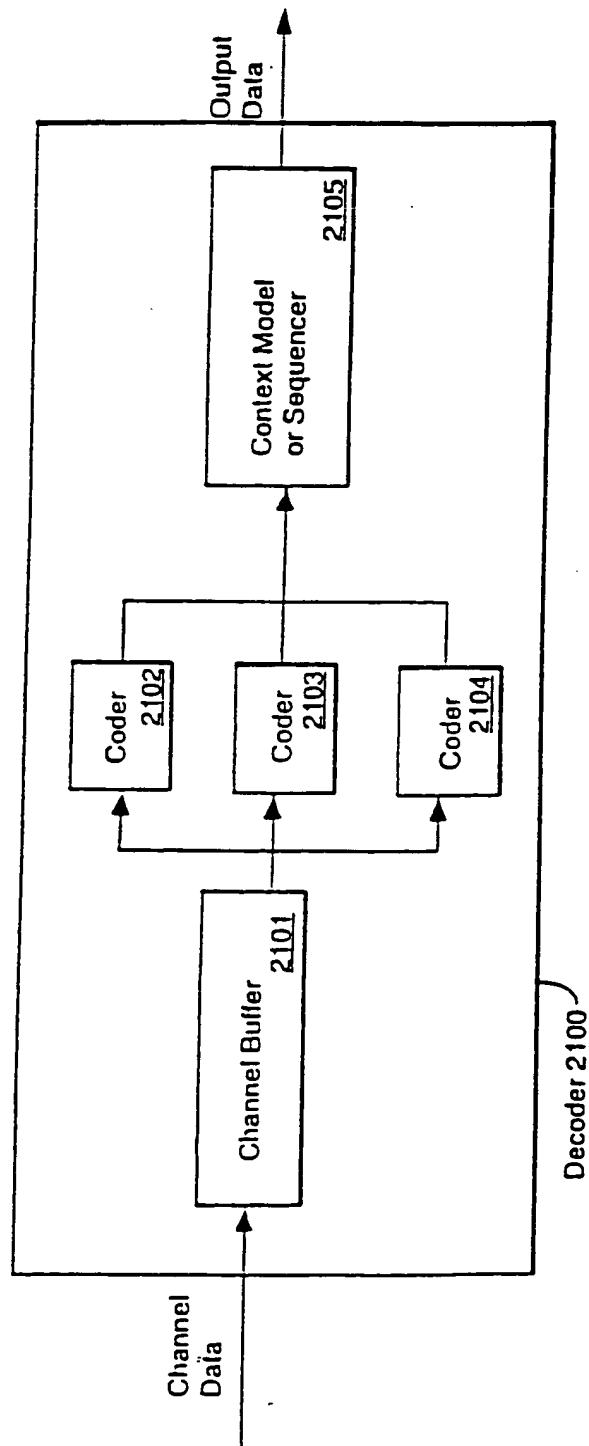 Channel
Data
Channel Buffer
2101
Coder
2102
Coder
2103
Coder
2104
Context Model
or Sequencer
2105
Output
Data
Decoder 2100